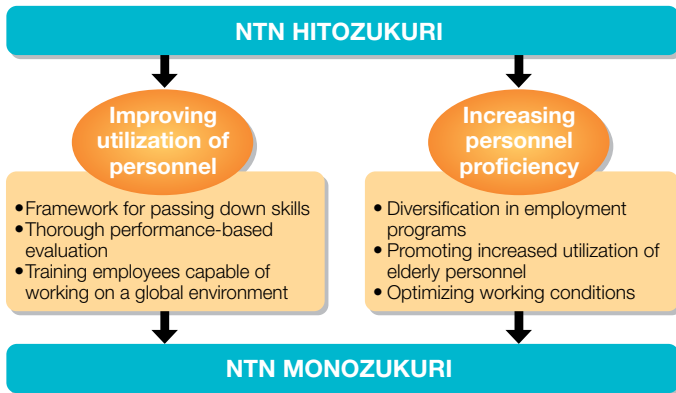 NTN HITOZUKURI
Improving
utilization of
personnel
•Framework for passing down skills
•Thorough performance-based
evaluation
•Training employees capable of
working on a global environment
Increasing
personnel
proficiency
• Diversification in employment
programs
• Promoting increased utilization of
elderly personnel
• Optimizing working conditions
NTN MONOZUKURI